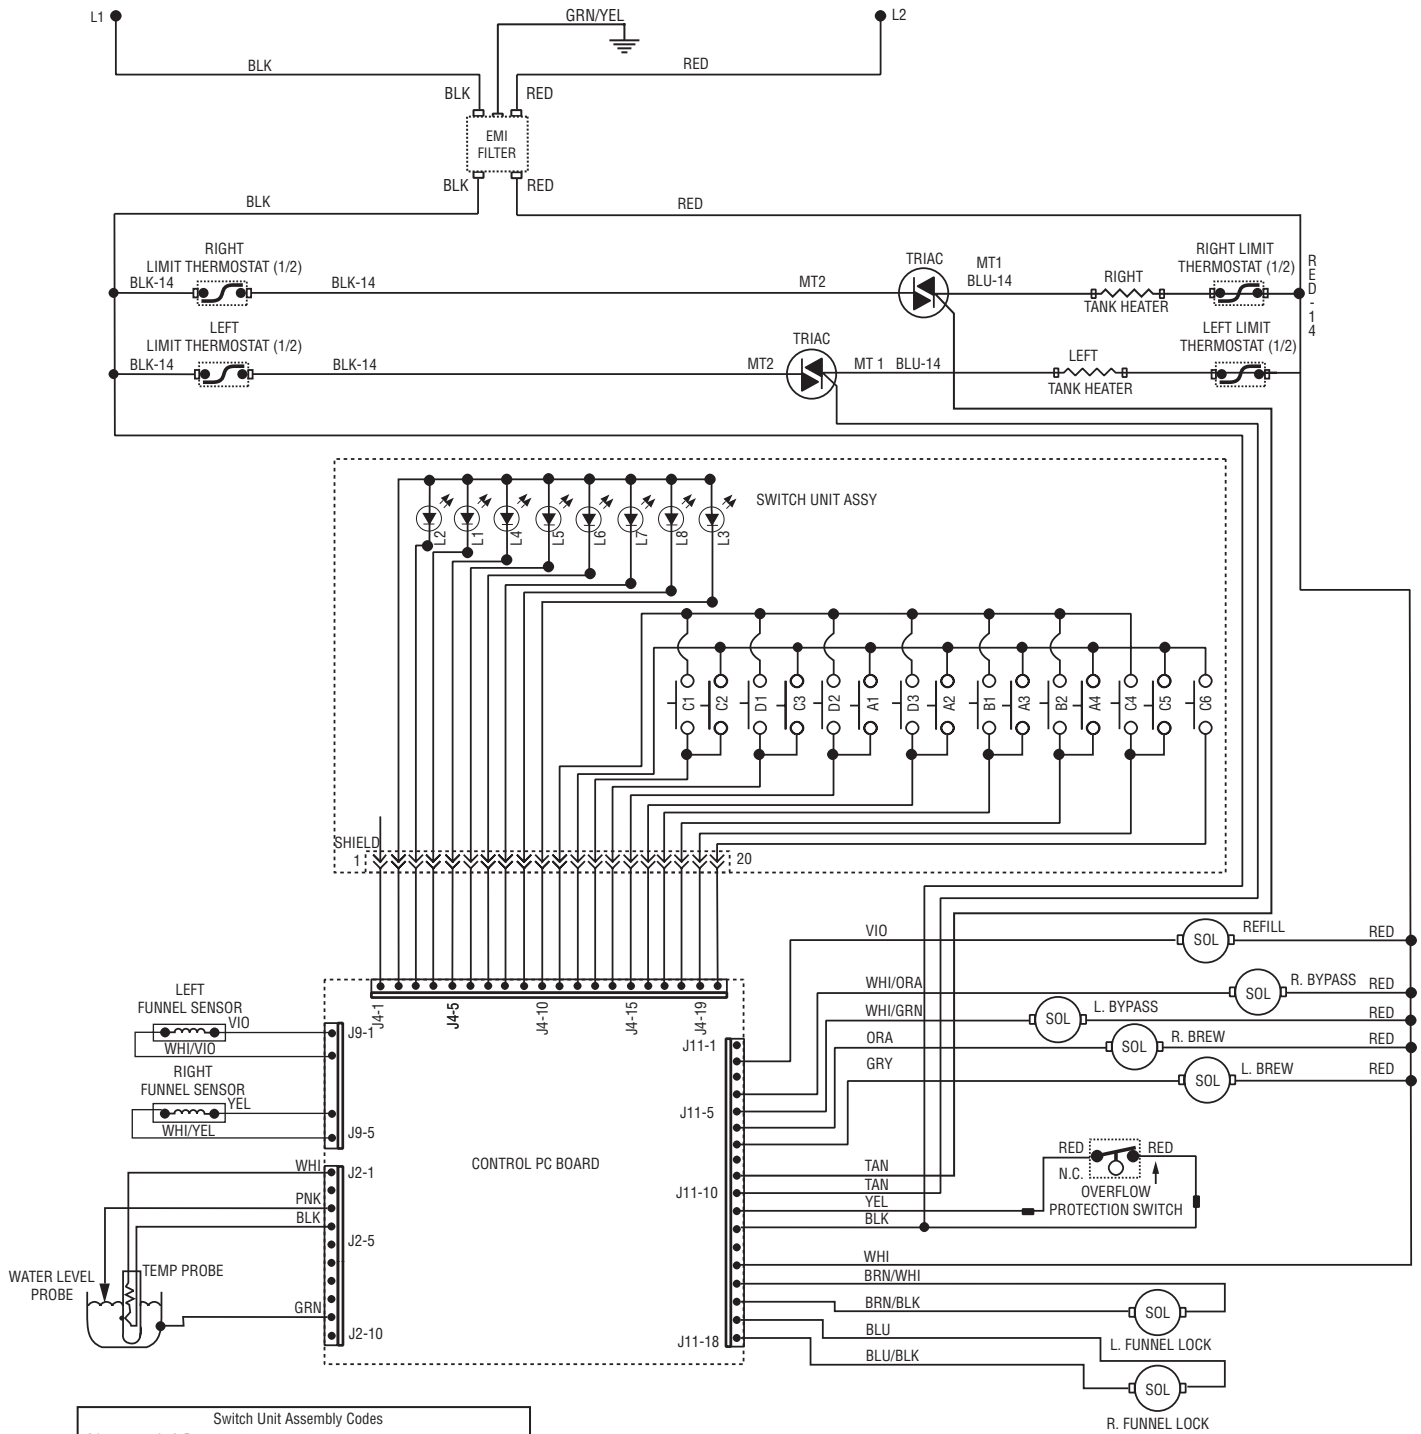 L1
GRN/YEL
L2
BLK
RED
BLK
RED
EMI
FILTER
BLK
RED
BLK
RED
RIGHT
LIMIT THERMOSTAT (1/2)
BLK-14
BLK-14
MT2
TRIAC
MT1
BLU-14
RIGHT
TANK HEATER
RIGHT LIMIT
THERMOSTAT (1/2)
RED-14
LEFT
LIMIT THERMOSTAT (1/2)
BLK-14
BLK-14
MT2
TRIAC
MT 1
BLU-14
LEFT
TANK HEATER
LEFT LIMIT
THERMOSTAT (1/2)
SWITCH UNIT ASSY
L2
L1
L4
L5
L6
L7
L8
L3
C1
C2
D1
C3
D2
A1
D3
A2
B1
A3
B2
A4
C4
C5
C6
SHIELD
1
20
J4-1
J4-5
J4-10
J4-15
J4-19
LEFT
FUNNEL SENSOR
VIO
WHI/VIO
J9-1
RIGHT
FUNNEL SENSOR
YEL
WHI/YEL
J9-5
WHI
J2-1
PNK
BLK
J2-5
WATER LEVEL
PROBE
TEMP PROBE
GRN
J2-10
CONTROL PC BOARD
J11-1
J11-5
J11-10
J11-18
VIO
SOL
REFILL
RED
WHI/ORA
SOL
R. BYPASS
RED
WHI/GRN
SOL
L. BYPASS
RED
ORA
SOL
R. BREW
RED
GRY
SOL
L. BREW
RED
TAN
TAN
YEL
BLK
RED
RED
N.C.
OVERFLOW
PROTECTION SWITCH
WHI
BRN/WHI
BRN/BLK
SOL
L. FUNNEL LOCK
BLU
BLU/BLK
SOL
R. FUNNEL LOCK
Switch Unit Assembly Codes